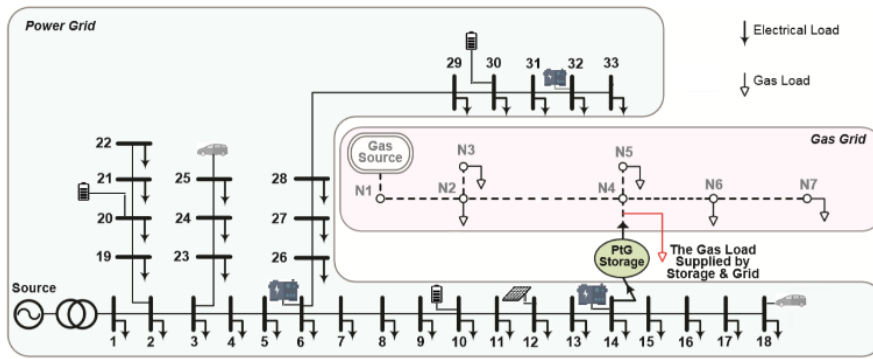 Power Grid
Electrical Load
Gas Load
29 30 31 32 33
Gas Grid
Gas
Source
N1 N2 N3 N4 N5 N6 N7
22
21
20
19
25
24
23
28
27
26
PtG
Storage
The Gas Load
Supplied by
Storage & Grid
Source
1 2 3 4 5 6 7 8 9 10 11 12 13 14 15 16 17 18